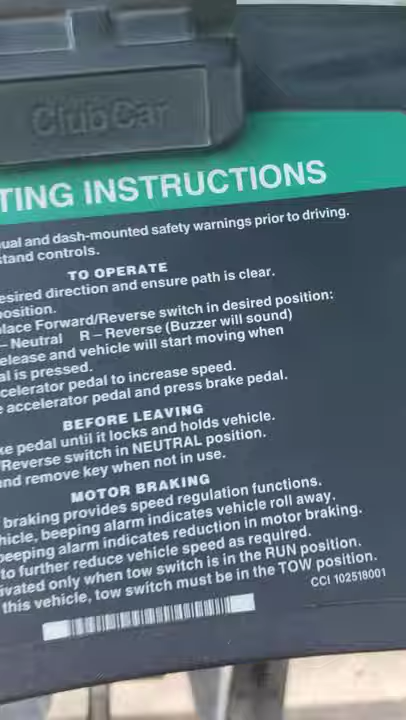 ClubCar
TING INSTRUCTIONS
ual and dash-mounted safety warnings prior to driving.
stand controls.
TO OPERATE
esired direction and ensure path is clear.
position.
lace Forward/Reverse switch in desired position:
– Neutral R – Reverse (Buzzer will sound)
elease and vehicle will start moving when
al is pressed.
celerator pedal to increase speed.
e accelerator pedal and press brake pedal.
BEFORE LEAVING
ke pedal until it locks and holds vehicle.
/Reverse switch in NEUTRAL position.
and remove key when not in use.
MOTOR BRAKING
braking provides speed regulation functions.
hicle, beeping alarm indicates vehicle roll away.
beeping alarm indicates reduction in motor braking.
to further reduce vehicle speed as required.
ivated only when tow switch is in the RUN position.
this vehicle, tow switch must be in the TOW position.
CCI 102518001